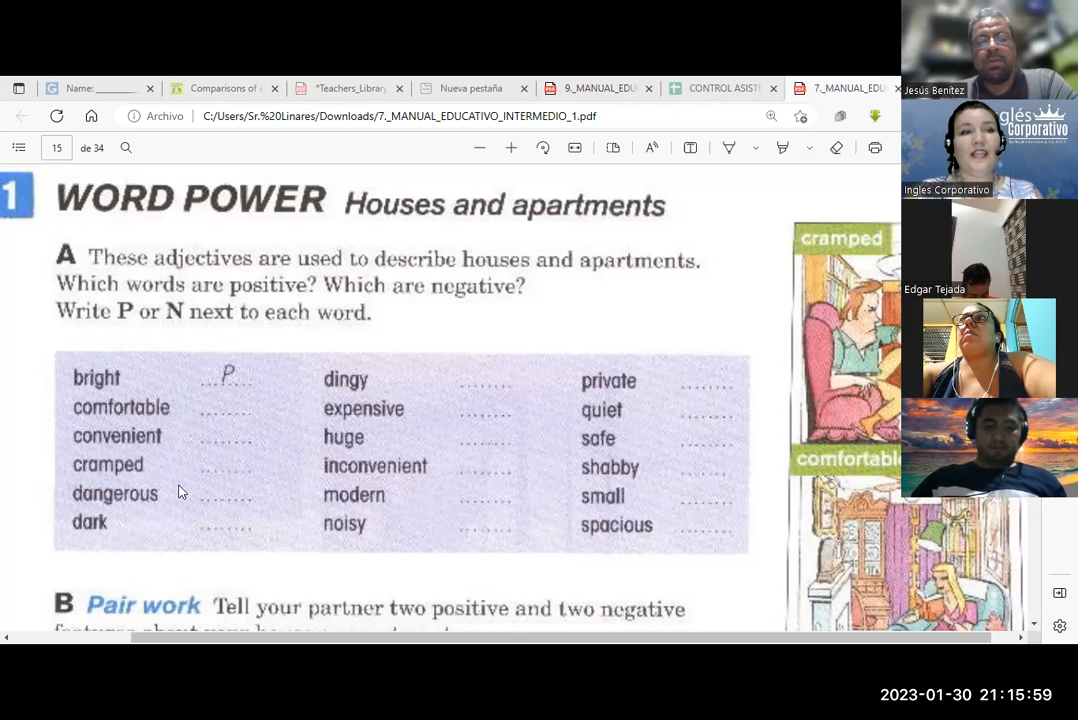 Name: ________
Comparisons of e
*Teachers_Library
Nueva pestaña
9._MANUAL_EDU
CONTROL ASISTE
7._MANUAL_EDU
Archivo
C:/Users/Sr.%20Linares/Downloads/7._MANUAL_EDUCATIVO_INTERMEDIO_1.pdf
15 de 34
1 WORD POWER Houses and apartments
A These adjectives are used to describe houses and apartments.
Which words are positive? Which are negative?
Write P or N next to each word.
bright ....P.... dingy ........ private ........
comfortable ........ expensive ........ quiet ........
convenient ........ huge ........ safe ........
cramped ........ inconvenient ........ shabby ........
dangerous ........ modern ........ small ........
dark ........ noisy ........ spacious ........
B Pair work Tell your partner two positive and two negative
cramped
comfortable
Jesús Benítez
glés
Corporativo
Ingles Corporativo
Edgar Tejada
2023-01-30 21:15:59